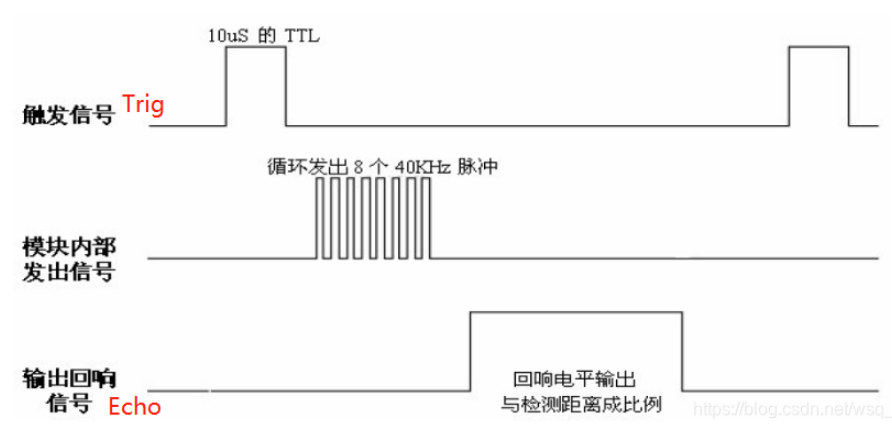 10uS 的 TTL
触发信号 Trig
循环发出 8 个 40KHz 脉冲
模块内部
发出信号
输出回响
信号 Echo
回响电平输出
与检测距离成比例
https://blog.csdn.net/wsq_